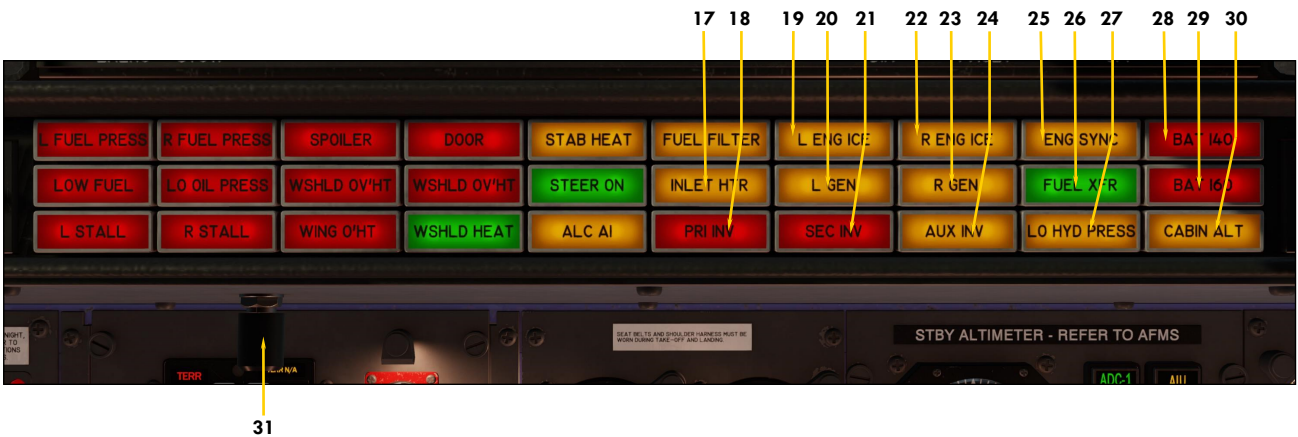 17 18 19 20 21 22 23 24 25 26 27 28 29 30
L FUEL PRESS R FUEL PRESS SPOILER DOOR STAB HEAT FUEL FILTER L ENG ICE R ENG ICE ENG SYNC BAT 140
LOW FUEL LO OIL PRESS WSHLD OV'HT WSHLD OV'HT STEER ON INLET HTR L GEN R GEN FUEL XFR BAT 160
L STALL R STALL WING O'HT WSHLD HEAT ALC AI PRI INV SEC INV AUX INV LO HYD PRESS CABIN ALT
NIGHT,
TO
TIONS
SEAT BELTS AND SHOULDER HARNESS MUST BE
WORN DURING TAKE-OFF AND LANDING.
STBY ALTIMETER - REFER TO AFMS
TERR
N/A
ADC-1
AIU
31